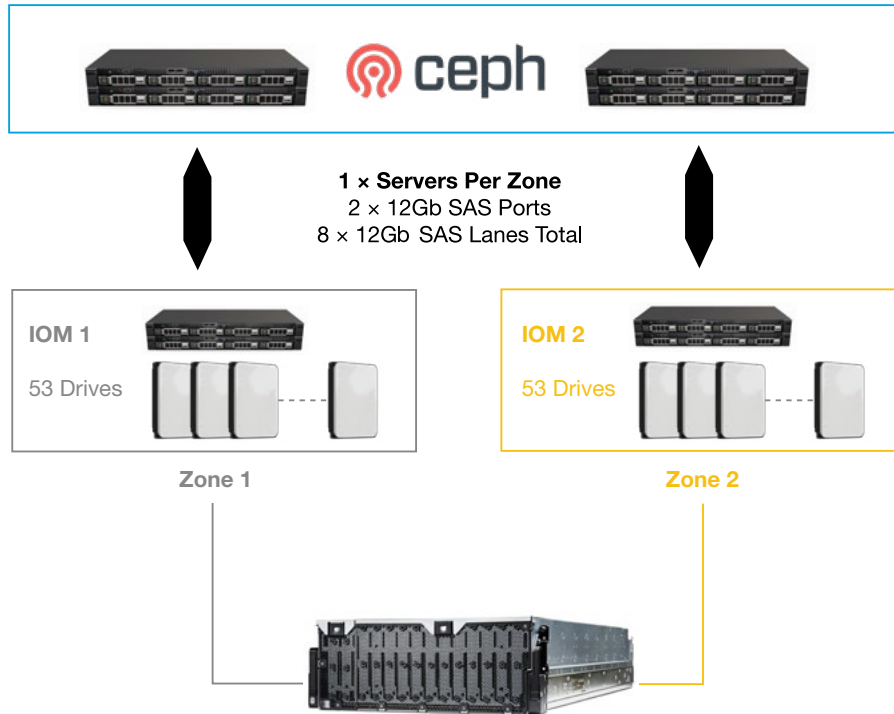 ceph
1 × Servers Per Zone
2 × 12Gb SAS Ports
8 × 12Gb SAS Lanes Total
IOM 1
53 Drives
Zone 1
IOM 2
53 Drives
Zone 2